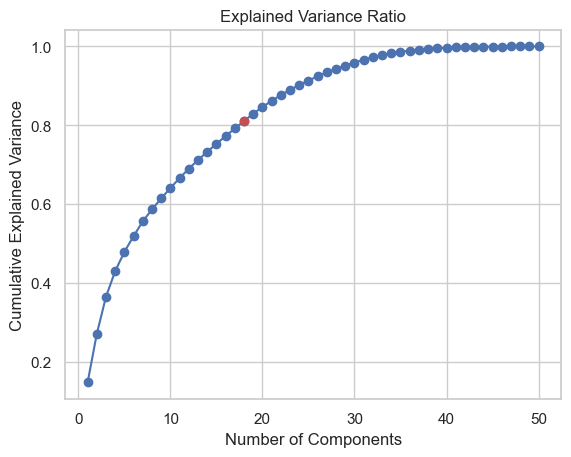 Explained Variance Ratio
Cumulative Explained Variance
1.0
0.8
0.6
0.4
0.2
0 10 20 30 40 50
Number of Components